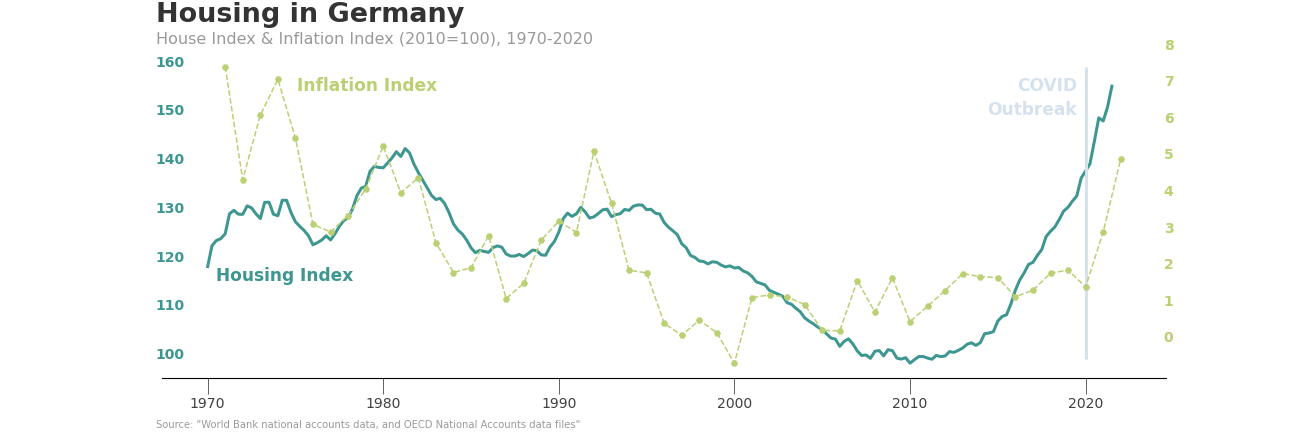 Housing in Germany
House Index & Inflation Index (2010=100), 1970-2020
8
160
Inflation Index
COVID
7
150
Outbreak
6
140
5
4
130
3
120
Housing Index
2
110
1
0
100
1970 1980 1990 2000 2010 2020
Source: "World Bank national accounts data, and OECD National Accounts data files"